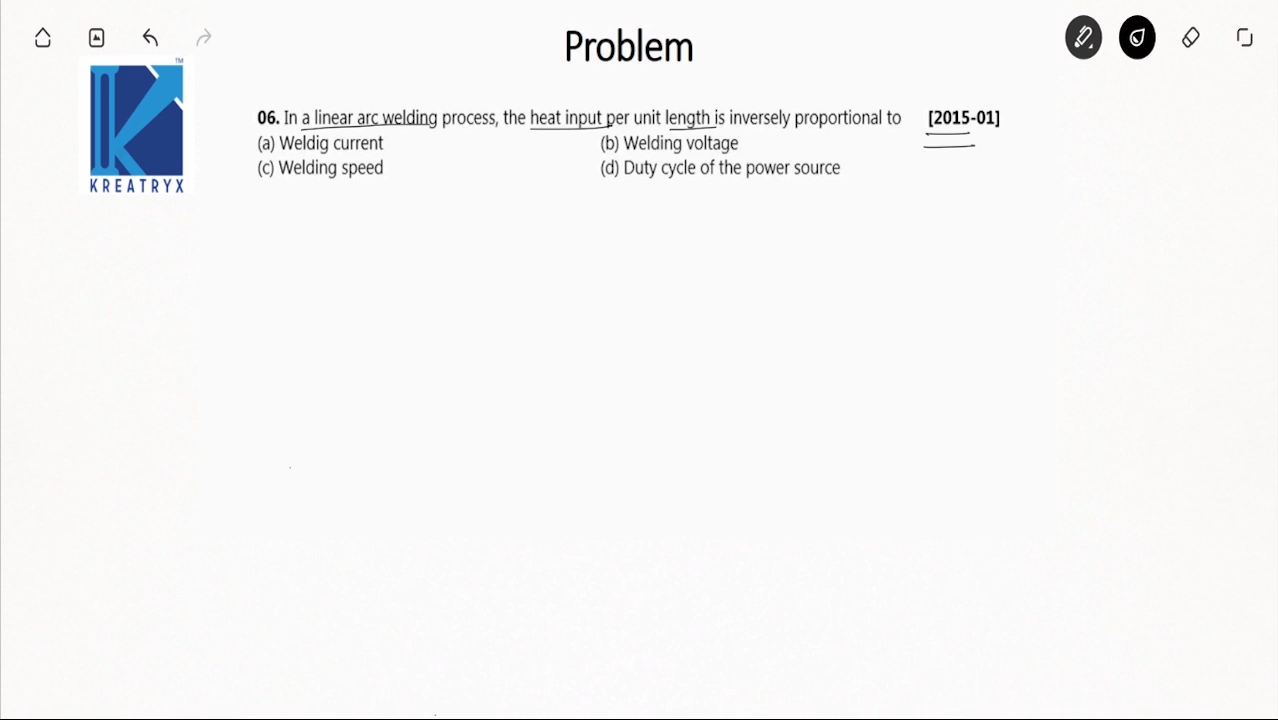 Problem
TM
KREATRYX
06. In a linear arc welding process, the heat input per unit length is inversely proportional to [2015-01]
(a) Weldig current (b) Welding voltage
(c) Welding speed (d) Duty cycle of the power source